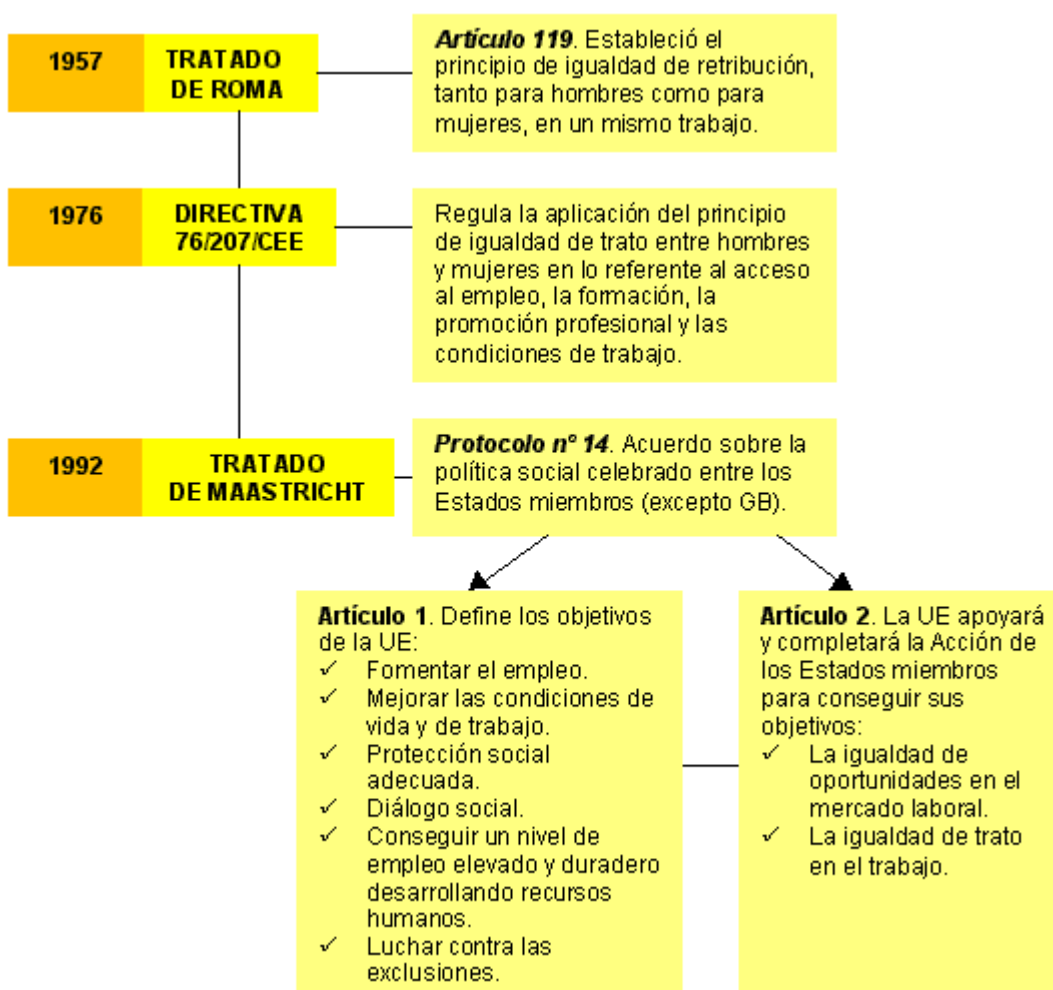 1957
TRATADO
DE ROMA
Artículo 119. Estableció el
principio de igualdad de retribución,
tanto para hombres como para
mujeres, en un mismo trabajo.
1976
DIRECTIVA
76/207/CEE
Regula la aplicación del principio
de igualdad de trato entre hombres
y mujeres en lo referente al acceso
al empleo, la formación, la
promoción profesional y las
condiciones de trabajo.
1992
TRATADO
DE MAASTRICHT
Protocolo nº 14. Acuerdo sobre la
política social celebrado entre los
Estados miembros (excepto GB).
Artículo 1. Define los objetivos
de la UE:
✓ Fomentar el empleo.
✓ Mejorar las condiciones de
vida y de trabajo.
✓ Protección social
adecuada.
✓ Diálogo social.
✓ Conseguir un nivel de
empleo elevado y duradero
desarrollando recursos
humanos.
✓ Luchar contra las
exclusiones.
Artículo 2. La UE apoyará
y completará la Acción de
los Estados miembros
para conseguir sus
objetivos:
✓ La igualdad de
oportunidades en el
mercado laboral.
✓ La igualdad de trato
en el trabajo.